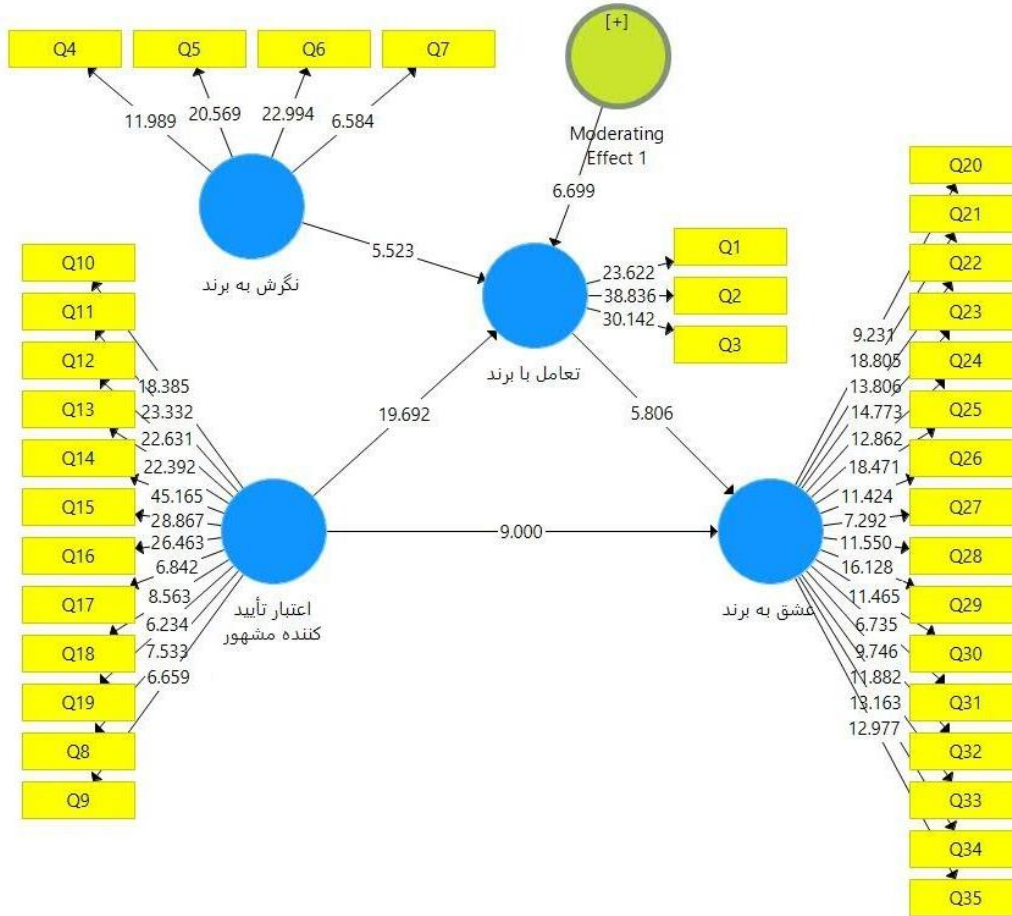 [+]
Q4
Q5
Q6
Q7
11.989
20.569
22.994
6.584
Moderating
Effect 1
6.699
5.523
نگرش به برند
Q1
Q2
Q3
23.622
38.836
30.142
تعامل با برند
Q10
Q11
Q12
Q13
Q14
Q15
Q16
Q17
Q18
Q19
Q8
Q9
18.385
23.332
22.631
22.392
45.165
28.867
26.463
6.842
8.563
6.234
7.533
6.659
اعتبار تأیید
کننده مشهور
19.692
5.806
9.000
عشق به برند
9.231
18.805
13.806
14.773
12.862
18.471
11.424
7.292
11.550
16.128
11.465
6.735
9.746
11.882
13.163
12.977
Q20
Q21
Q22
Q23
Q24
Q25
Q26
Q27
Q28
Q29
Q30
Q31
Q32
Q33
Q34
Q35